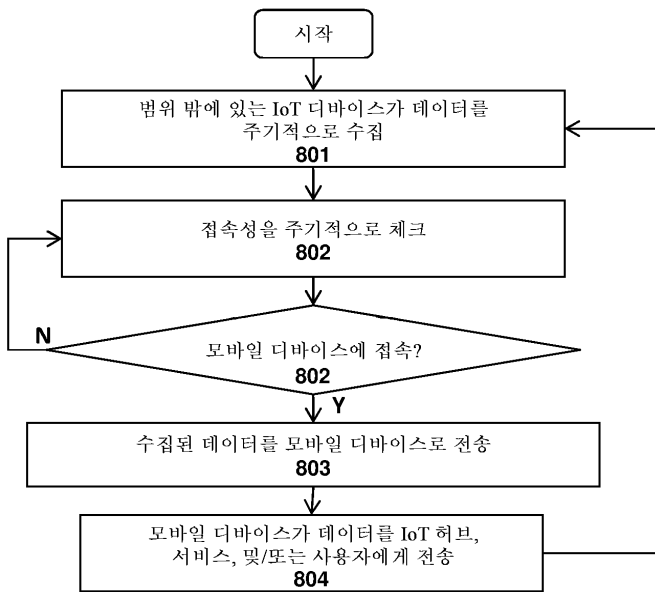 시작
범위 밖에 있는 IoT 디바이스가 데이터를
주기적으로 수집
801
접속성을 주기적으로 체크
802
N
모바일 디바이스에 접속?
802
Y
수집된 데이터를 모바일 디바이스로 전송
803
모바일 디바이스가 데이터를 IoT 허브,
서비스, 및/또는 사용자에게 전송
804